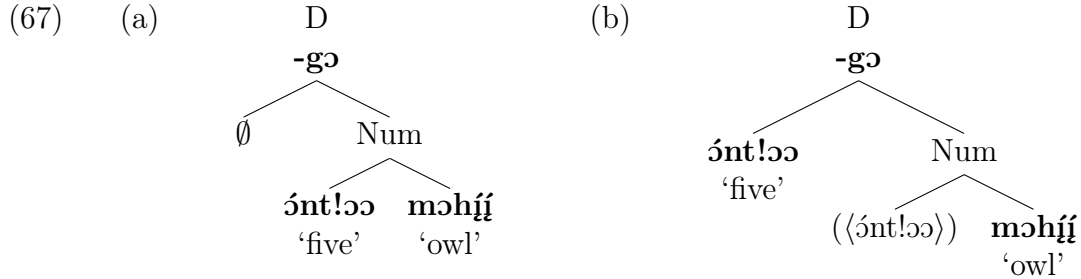 (67) (a) D (b) D
-gɔ -gɔ
∅ Num ɔ́nt!ɔɔ Num
‘five’
ɔ́nt!ɔɔ mɔhį́į́ (⟨ɔ́nt!ɔɔ⟩) mɔhį́į́
‘five’ ‘owl’ ‘owl’